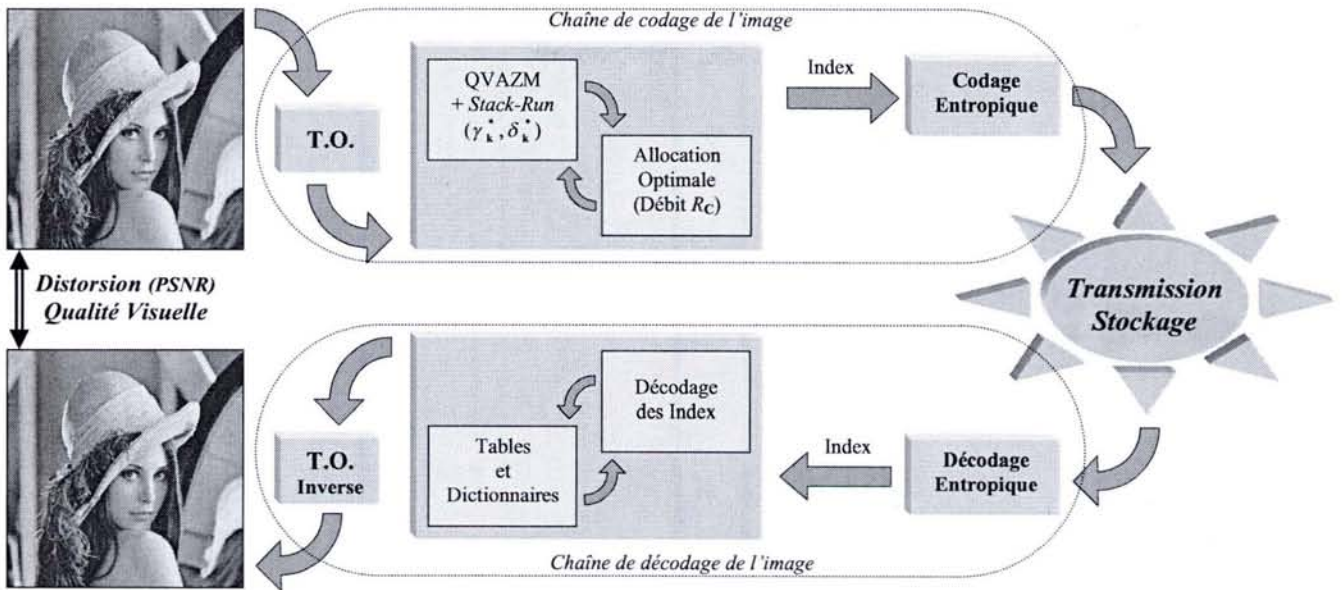 Chaîne de codage de l'image
T.O.
QVAZM
+ Stack-Run
(γ*k, δ*k)
Allocation
Optimale
(Débit RC)
Index
Codage
Entropique
Transmission
Stockage
Distorsion (PSNR)
Qualité Visuelle
Décodage
Entropique
Index
Décodage
des Index
Tables
et
Dictionnaires
T.O.
Inverse
Chaîne de décodage de l'image